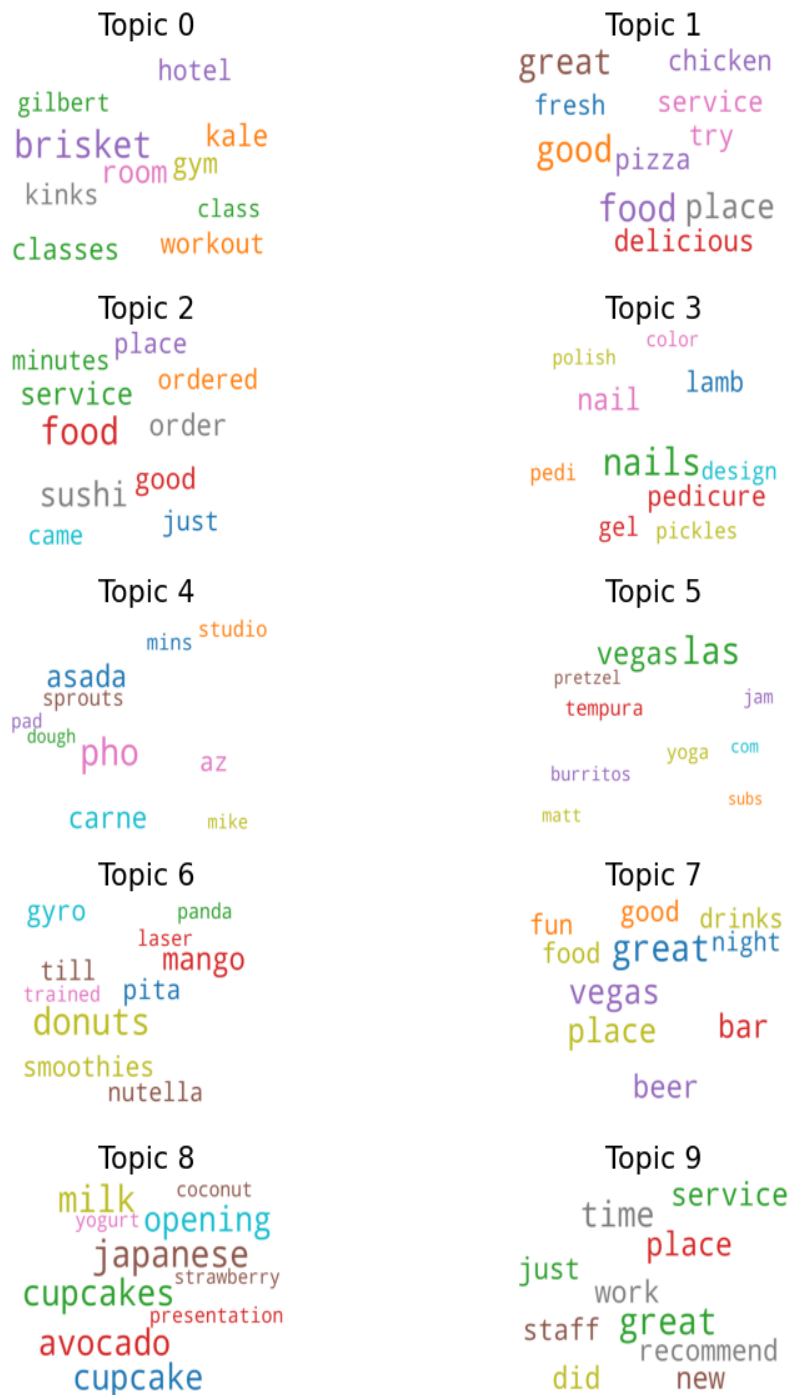 Topic 0
hotel
gilbert
brisket
kale
room
gym
kinks
class
classes
workout
Topic 1
great
chicken
fresh
service
try
good
pizza
food
place
delicious
Topic 2
place
minutes
ordered
service
food
order
good
sushi
just
came
Topic 3
color
polish
lamb
nail
nails
pedi
design
pedicure
gel
pickles
Topic 4
studio
mins
asada
sprouts
pad
dough
pho
az
carne
mike
Topic 5
vegas
las
pretzel
jam
tempura
yoga
com
burritos
subs
matt
Topic 6
gyro
panda
laser
mango
till
trained
pita
donuts
smoothies
nutella
Topic 7
fun
good
drinks
food
great
night
vegas
place
bar
beer
Topic 8
coconut
milk
yogurt
opening
japanese
strawberry
cupcakes
presentation
avocado
cupcake
Topic 9
service
time
place
just
work
staff
great
recommend
did
new